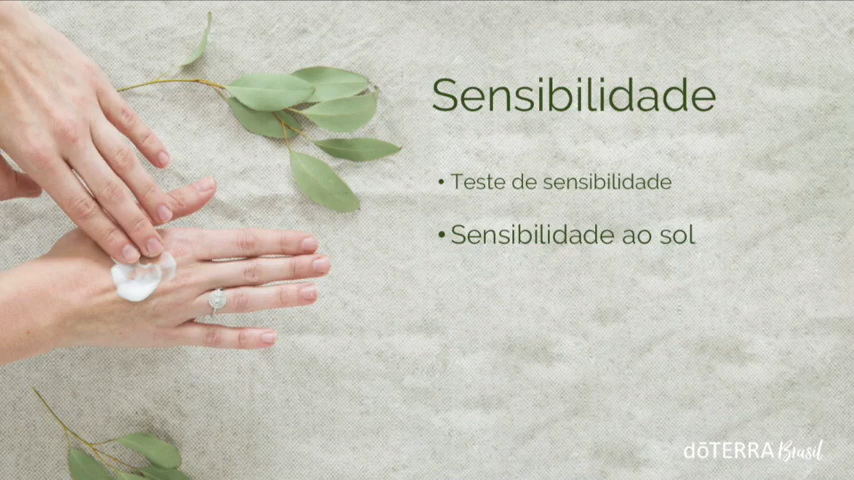 Sensibilidade
• Teste de sensibilidade
• Sensibilidade ao sol
dōTERRA Brasil